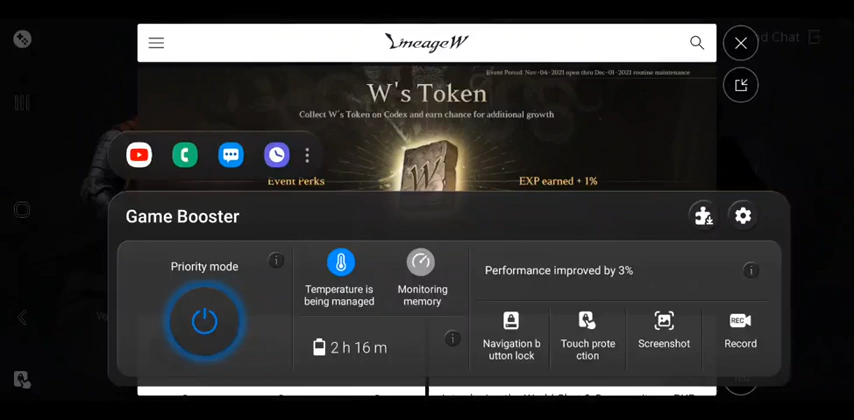 LineageW
d Chat
Event Period: Nov-04-2021 open thru Dec-01-2021 routine maintenance
W's Token
Collect W's Token on Codex and earn chance for additional growth
W
Event Perks
EXP earned + 1%
Game Booster
Priority mode
Temperature is
being managed
Monitoring
memory
2 h 16 m
Performance improved by 3%
Navigation b
utton lock
Touch prote
ction
Screenshot
REC
Record